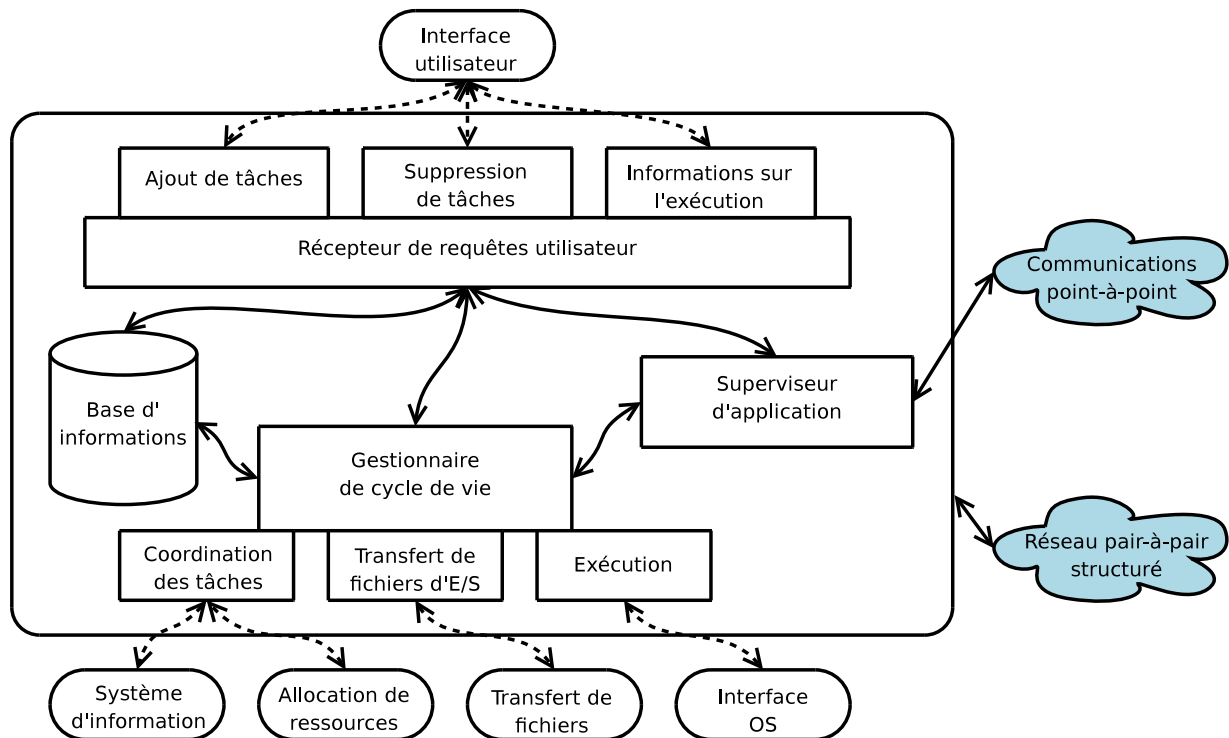 Interface
utilisateur
Ajout de tâches
Suppression
de tâches
Informations sur
l'exécution
Récepteur de requêtes utilisateur
Communications
point-à-point
Base d'
informations
Superviseur
d'application
Gestionnaire
de cycle de vie
Coordination
des tâches
Transfert de
fichiers d'E/S
Exécution
Réseau pair-à-pair
structuré
Système
d'information
Allocation de
ressources
Transfert de
fichiers
Interface
OS